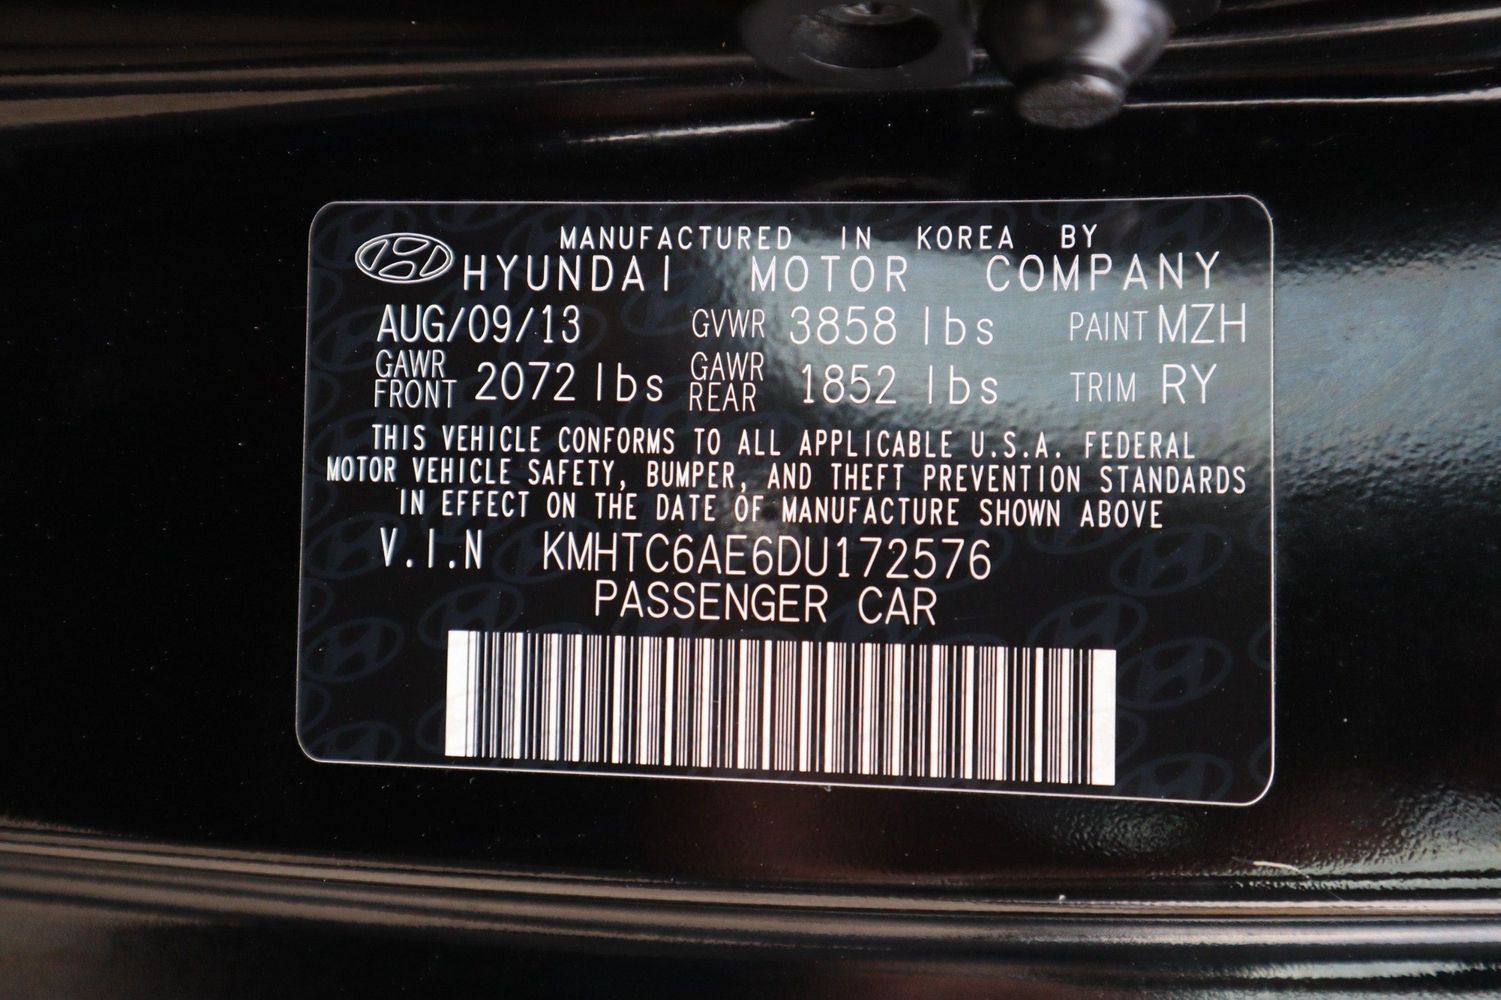 MANUFACTURED IN KOREA BY
HYUNDAI MOTOR COMPANY
AUG/09/13 GVWR 3858 lbs PAINT MZH
GAWR FRONT 2072 lbs GAWR REAR 1852 lbs TRIM RY
THIS VEHICLE CONFORMS TO ALL APPLICABLE U.S.A. FEDERAL
MOTOR VEHICLE SAFETY, BUMPER, AND THEFT PREVENTION STANDARDS
IN EFFECT ON THE DATE OF MANUFACTURE SHOWN ABOVE
V.I.N KMHTC6AE6DU172576
PASSENGER CAR